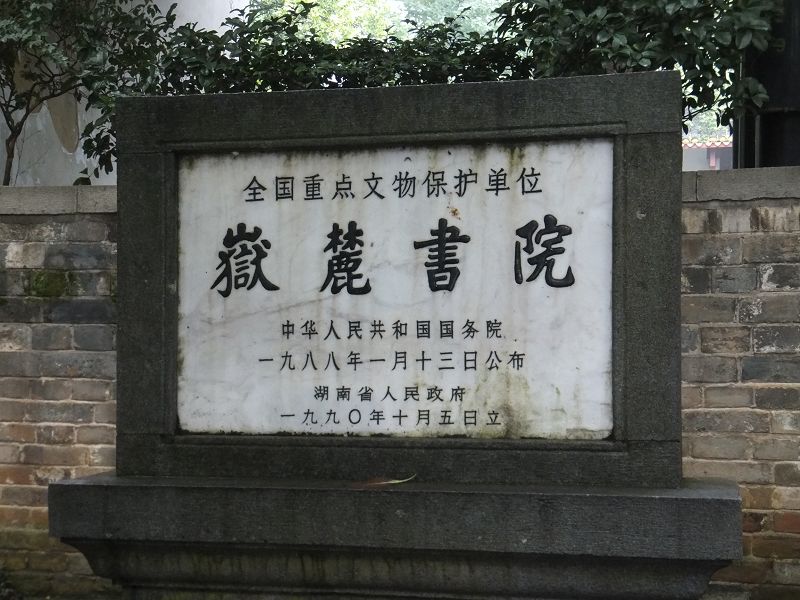 全国重点文物保护单位
嶽麓書院
中华人民共和国国务院
一九八八年一月十三日公布
湖南省人民政府
一九九〇年十月五日立